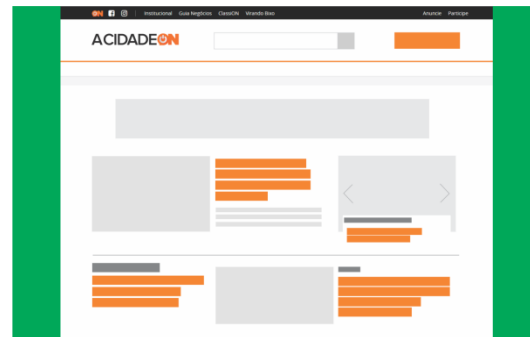 ON Institucional Guia Negócios ClassiON Virando Bixo Anuncie Participe
ACIDADEON